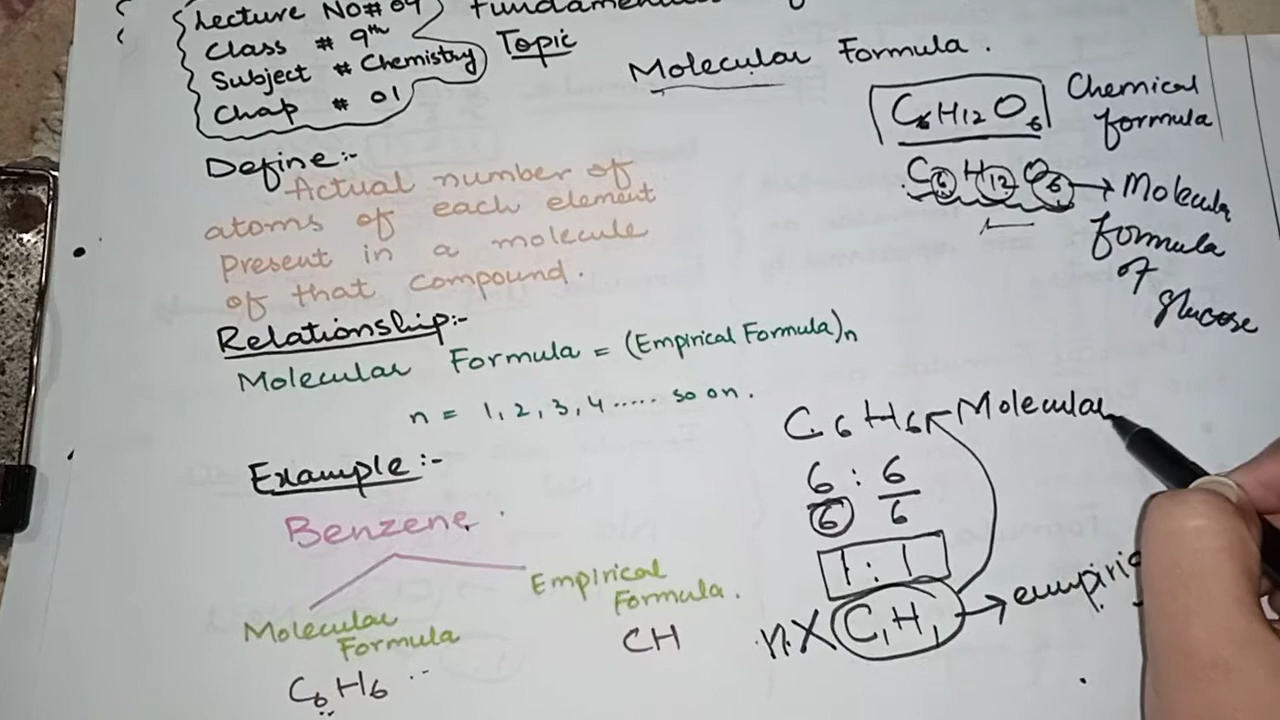 Lecture No# 04
Class # 9th
Subject # Chemistry
Chap # 01
Topic
Molecular Formula.
C6H12O6
Chemical
formula
C6H12O6 → Molecula
formula
of
glucose
Define:-
Actual number of
atoms of each element
Present in a molecule
of that compound.
Relationship:-
Molecular Formula = (Empirical Formula)n
n = 1, 2, 3, 4 ..... so on.
C6H6 Molecular
6 : 6
6 6
1 : 1
n X C1H1 →
Example:-
Benzene
Molecular
Formula
C6H6
Empirical
Formula.
CH